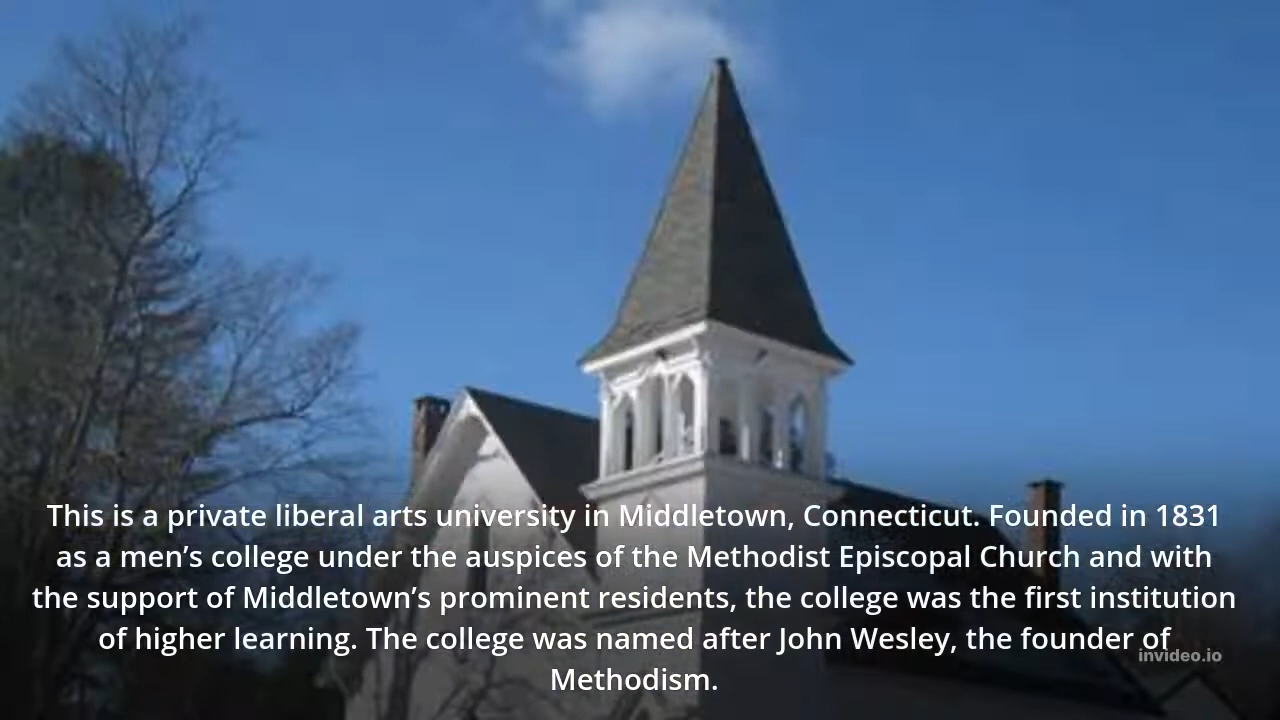 This is a private liberal arts university in Middletown, Connecticut. Founded in 1831
as a men’s college under the auspices of the Methodist Episcopal Church and with
the support of Middletown’s prominent residents, the college was the first institution
of higher learning. The college was named after John Wesley, the founder of
Methodism.
invideo.io